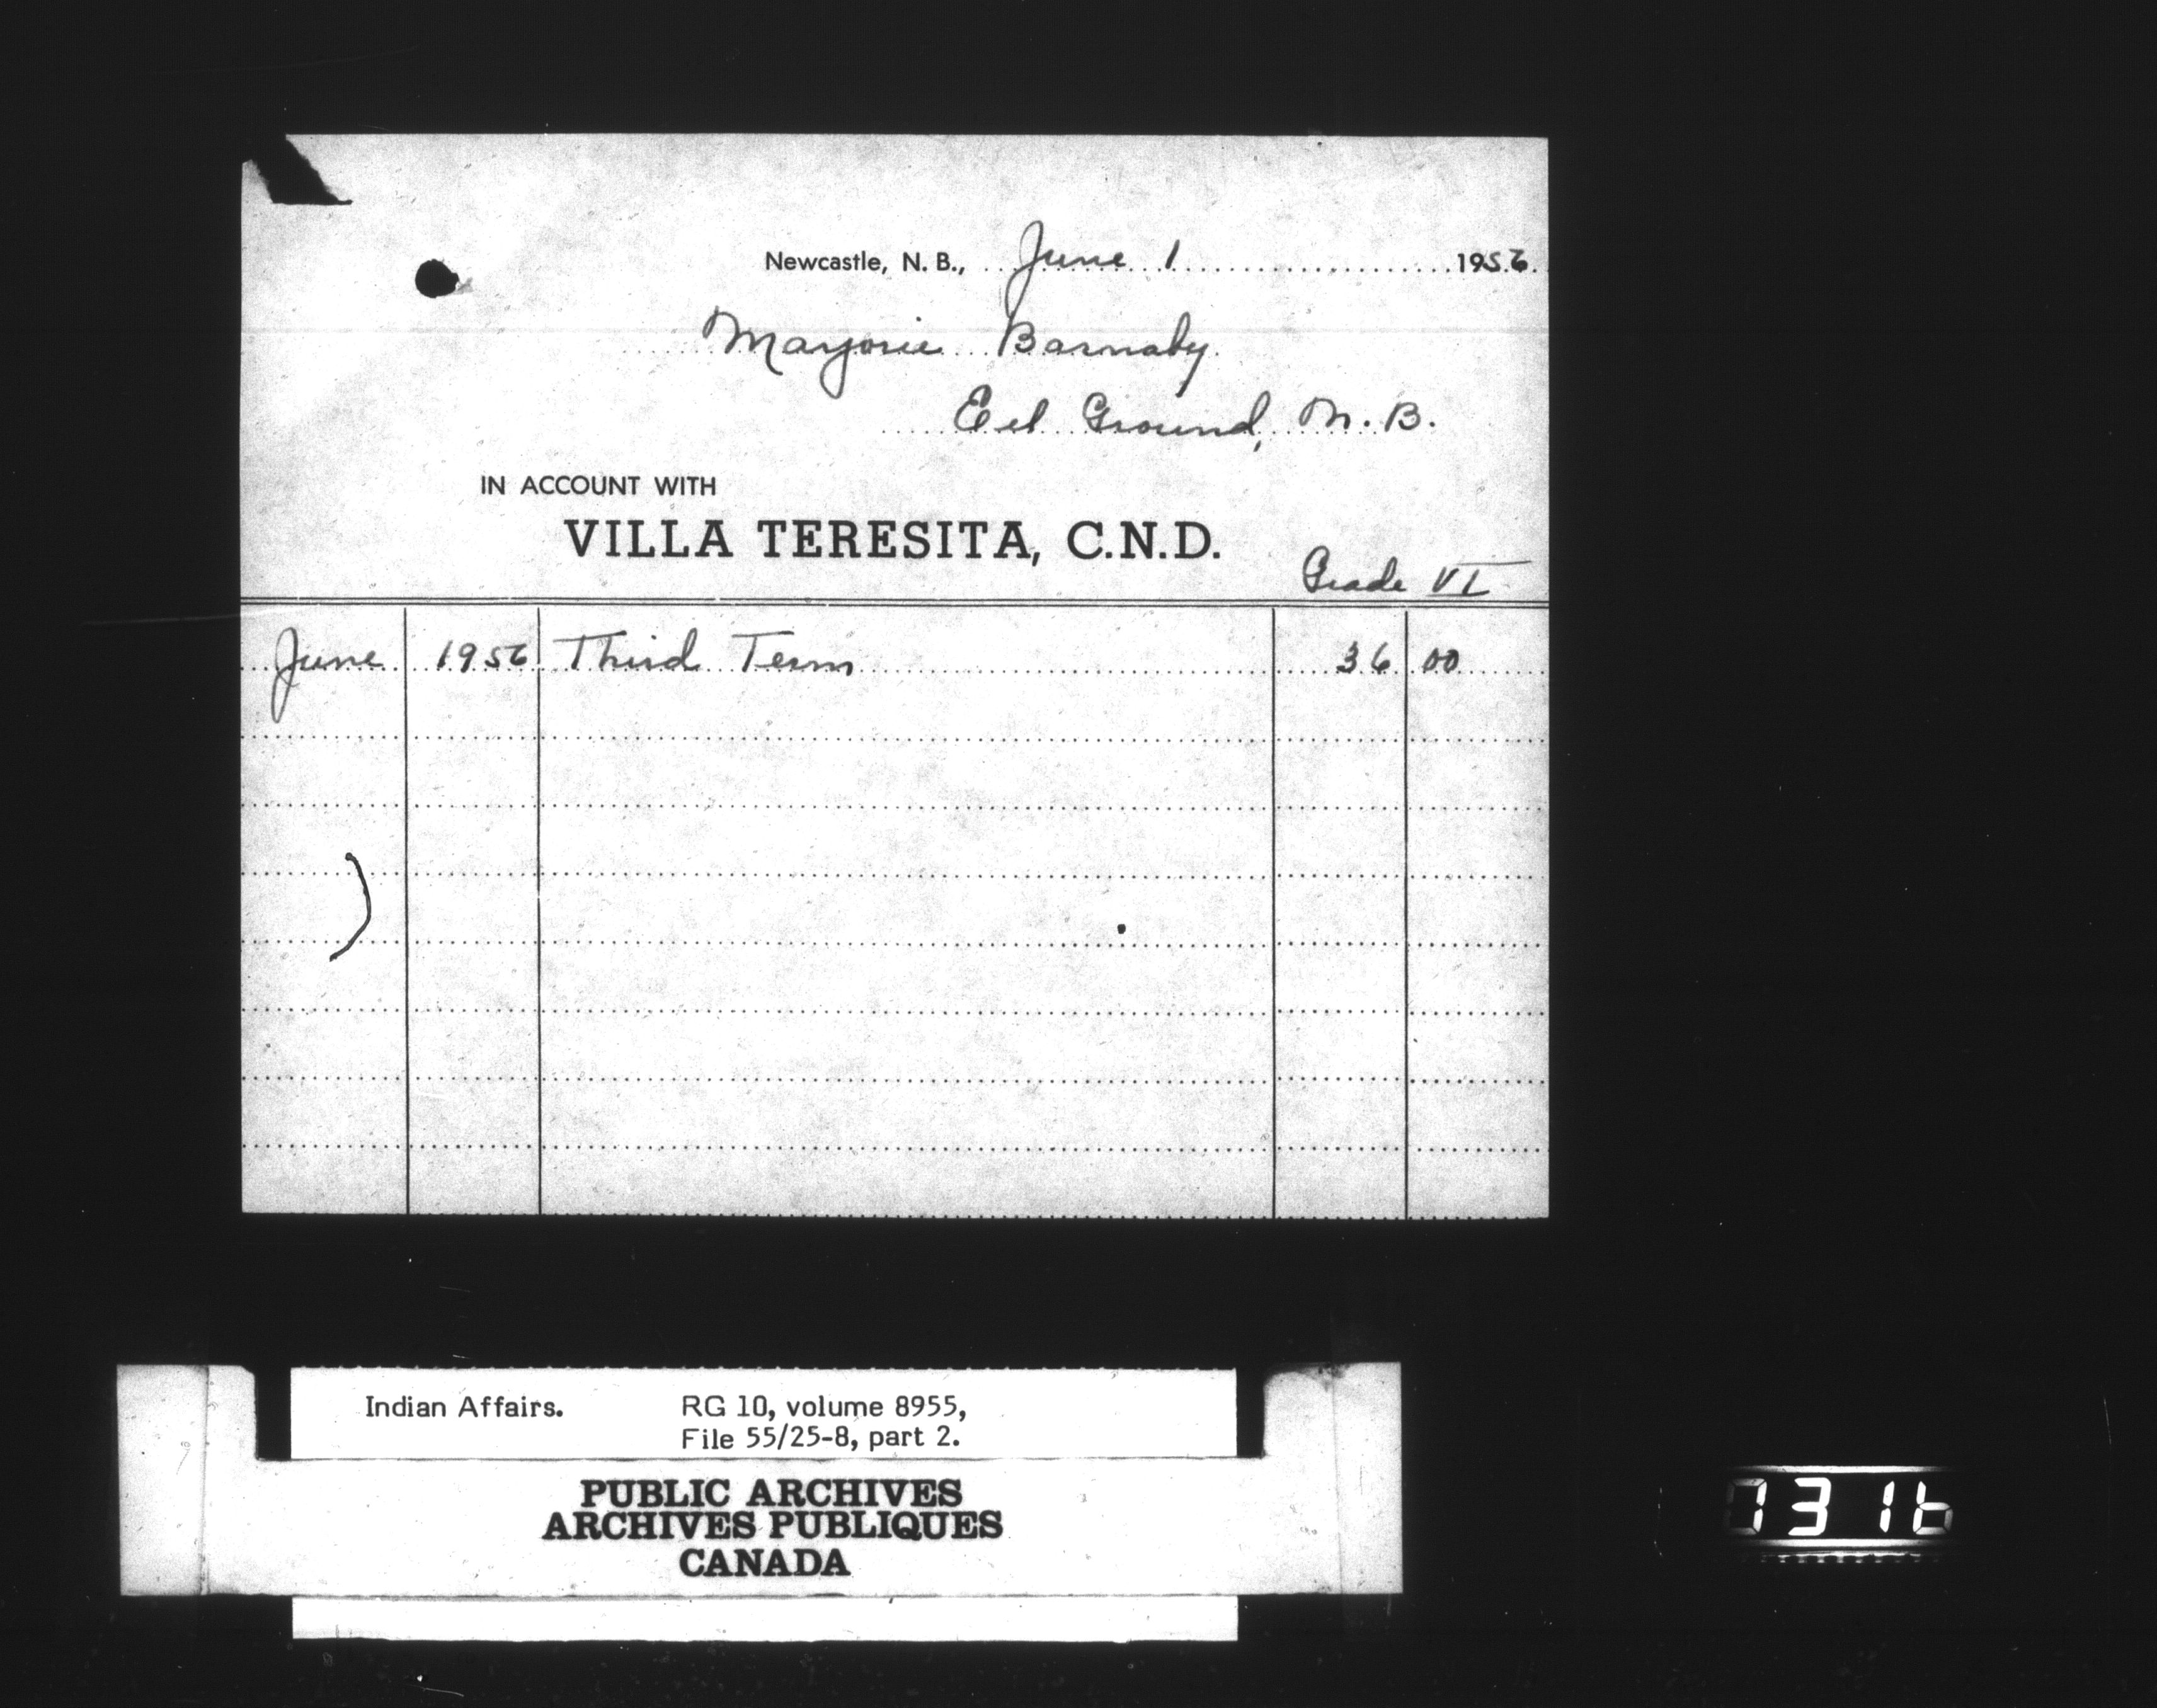 Newcastle, N. B., June 1 1956.
Marjorie Barnaby
Eel Ground, N.B.
IN ACCOUNT WITH
VILLA TERESITA, C.N.D.
Grade VI
June 1956 Third Term 36 00
Indian Affairs. RG 10, volume 8955,
File 55/25-8, part 2.
PUBLIC ARCHIVES
ARCHIVES PUBLIQUES
CANADA
7316